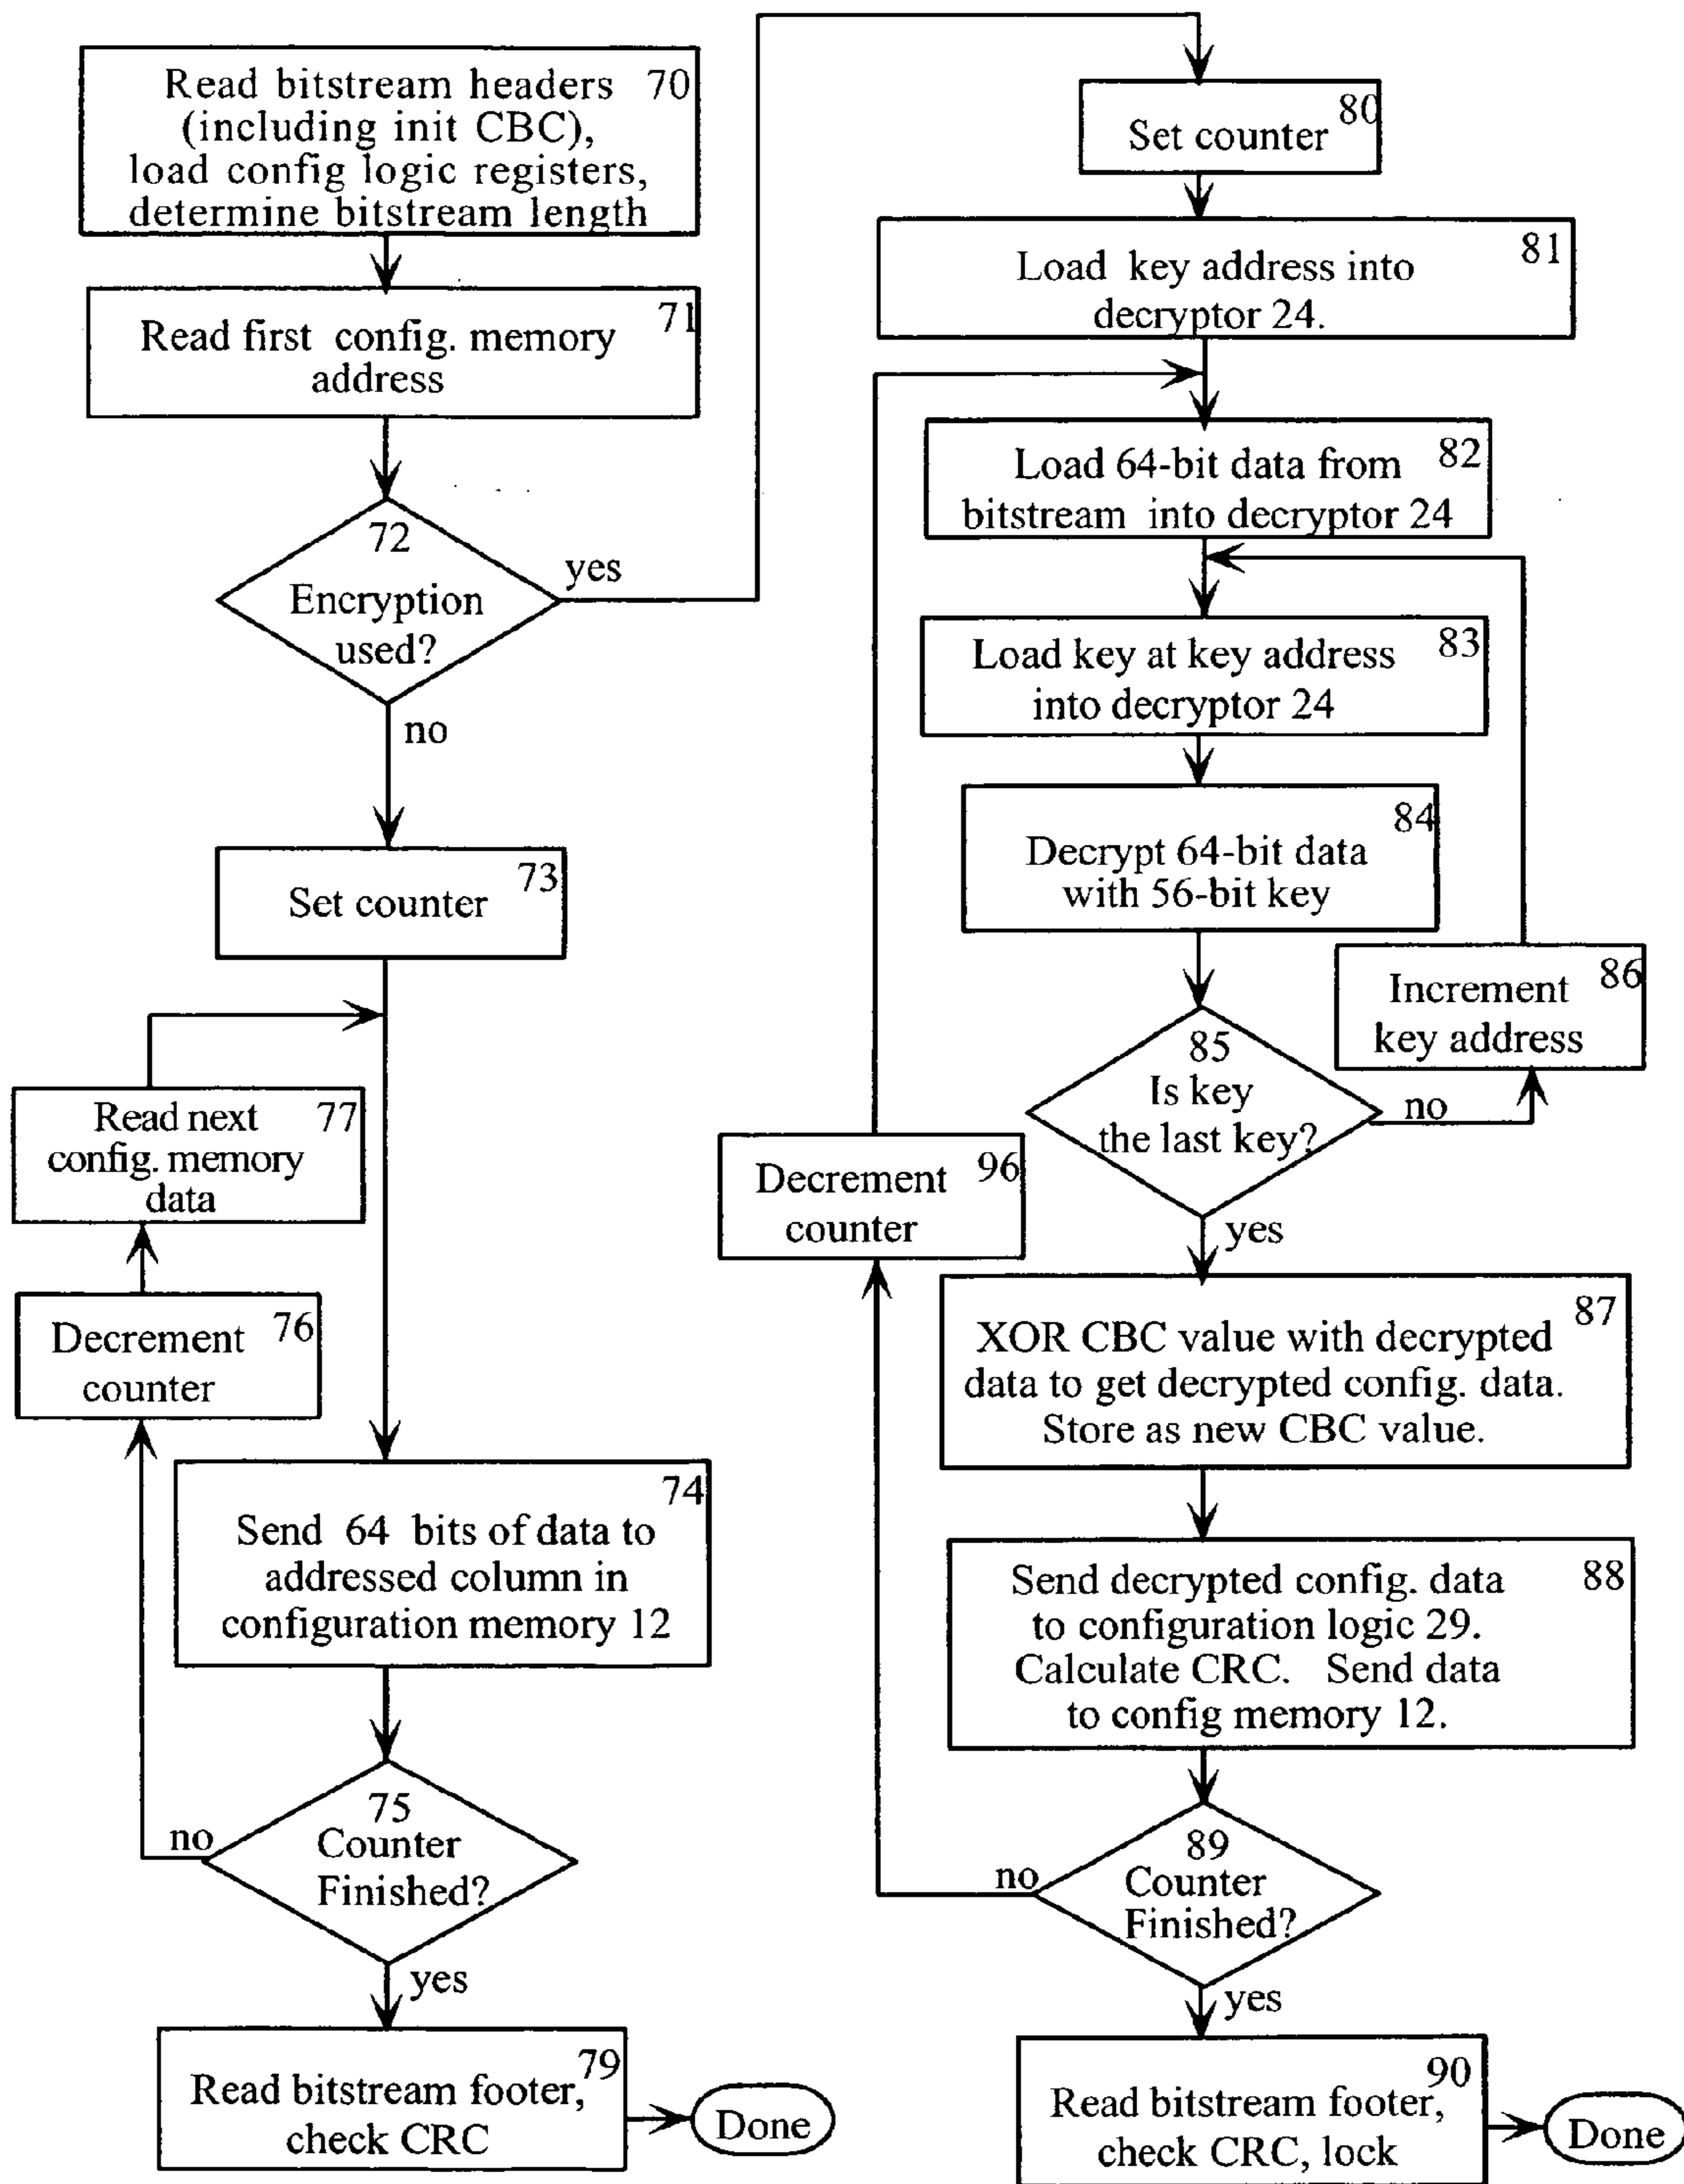 Read bitstream headers 70
(including init CBC),
load config logic registers,
determine bitstream length
Read first config. memory 71
address
72
Encryption
used?
yes
no
73
Set counter
Read next 77
config. memory
data
Decrement 76
counter
74
Send 64 bits of data to
addressed column in
configuration memory 12
75
Counter
Finished?
no
yes
79
Read bitstream footer,
check CRC
Done
80
Set counter
81
Load key address into
decryptor 24.
Load 64-bit data from 82
bitstream into decryptor 24
Load key at key address 83
into decryptor 24
84
Decrypt 64-bit data
with 56-bit key
85
Is key
the last key?
no
Increment 86
key address
yes
Decrement 96
counter
87
XOR CBC value with decrypted
data to get decrypted config. data.
Store as new CBC value.
Send decrypted config. data 88
to configuration logic 29.
Calculate CRC. Send data
to config memory 12.
89
Counter
Finished?
no
yes
90
Read bitstream footer,
check CRC, lock
Done